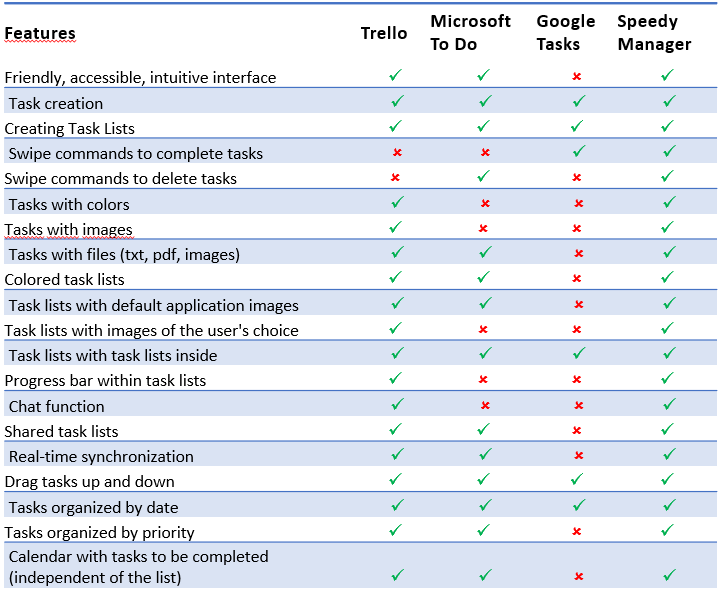 Features Trello Microsoft To Do Google Tasks Speedy Manager
Friendly, accessible, intuitive interface ✓ ✓ ✗ ✓
Task creation ✓ ✓ ✓ ✓
Creating Task Lists ✓ ✓ ✓ ✓
Swipe commands to complete tasks ✗ ✗ ✓ ✓
Swipe commands to delete tasks ✗ ✓ ✗ ✓
Tasks with colors ✓ ✗ ✗ ✓
Tasks with images ✓ ✗ ✗ ✓
Tasks with files (txt, pdf, images) ✓ ✓ ✗ ✓
Colored task lists ✓ ✓ ✗ ✓
Task lists with default application images ✓ ✓ ✗ ✓
Task lists with images of the user's choice ✓ ✗ ✗ ✓
Task lists with task lists inside ✓ ✓ ✓ ✓
Progress bar within task lists ✓ ✗ ✗ ✓
Chat function ✓ ✗ ✗ ✓
Shared task lists ✓ ✓ ✗ ✓
Real-time synchronization ✓ ✓ ✗ ✓
Drag tasks up and down ✓ ✓ ✓ ✓
Tasks organized by date ✓ ✓ ✓ ✓
Tasks organized by priority ✓ ✓ ✗ ✓
Calendar with tasks to be completed
(independent of the list) ✓ ✓ ✗ ✓